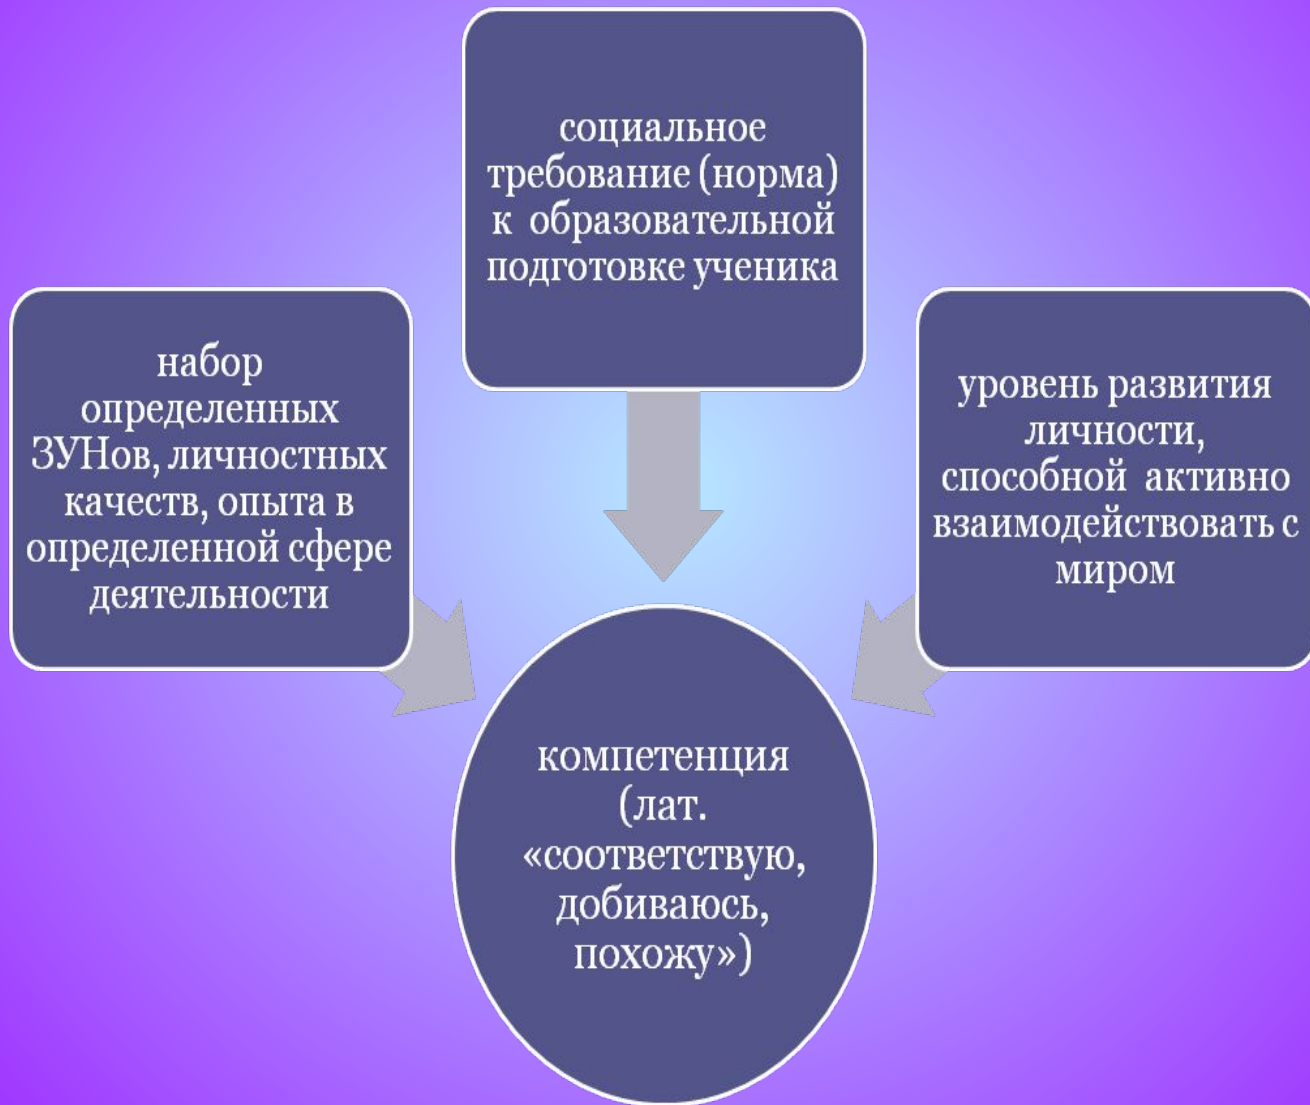 социальное
требование (норма)
к образовательной
подготовке ученика
набор
определенных
ЗУНов, личностных
качеств, опыта в
определенной сфере
деятельности
уровень развития
личности,
способной активно
взаимодействовать с
миром
компетенция
(лат.
«соответствую,
добиваюсь,
похожу»)